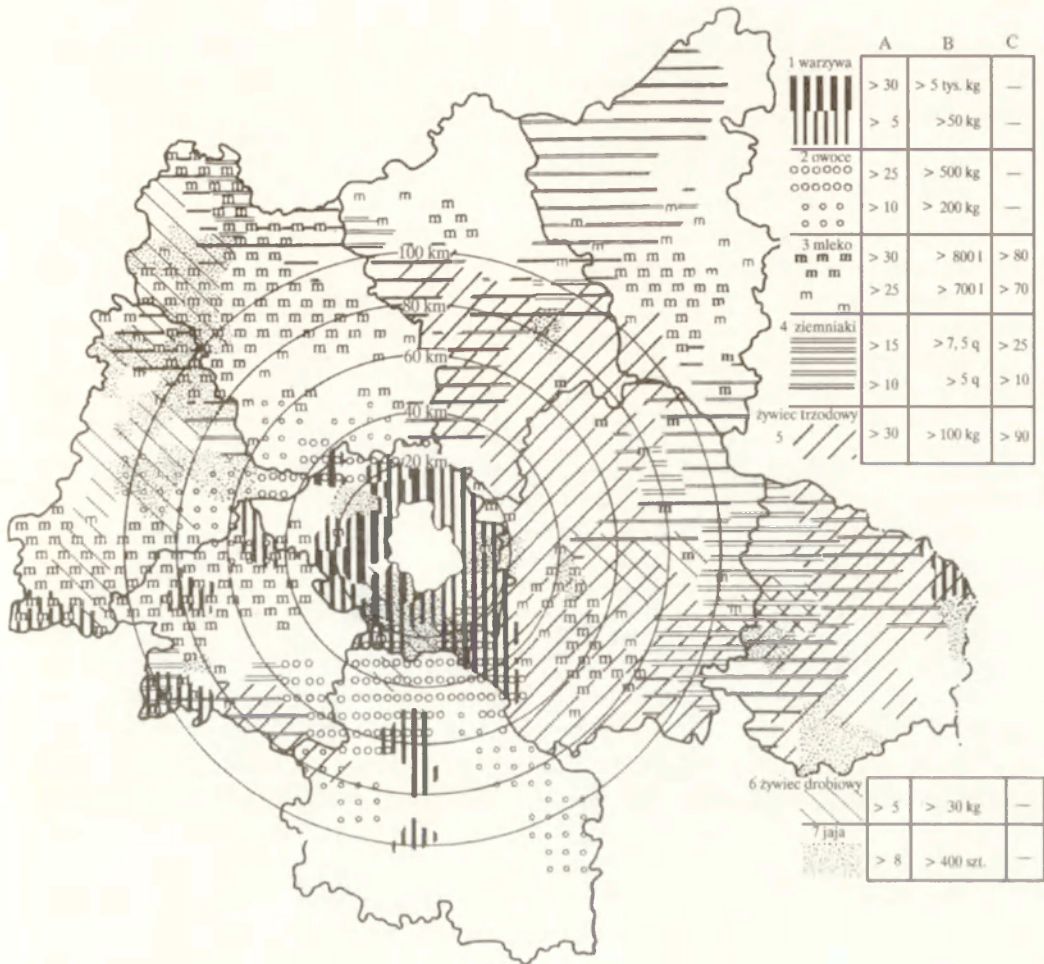 A B C
1 warzywa
> 30 > 5 tys. kg —
> 5 >50 kg —
2 owoce
> 25 > 500 kg —
> 10 > 200 kg —
3 mleko
m m m > 30 > 800 l > 80
m m
m > 25 > 700 l > 70
m
4 ziemniaki
> 15 >7, 5 q > 25
> 10 > 5 q > 10
żywiec trzodowy
5 > 30 > 100 kg > 90
100 km
80 km
60 km
40 km
20 km
6 żywiec drobiowy
> 5 > 30 kg —
7 jaja
> 8 > 400 szt. —